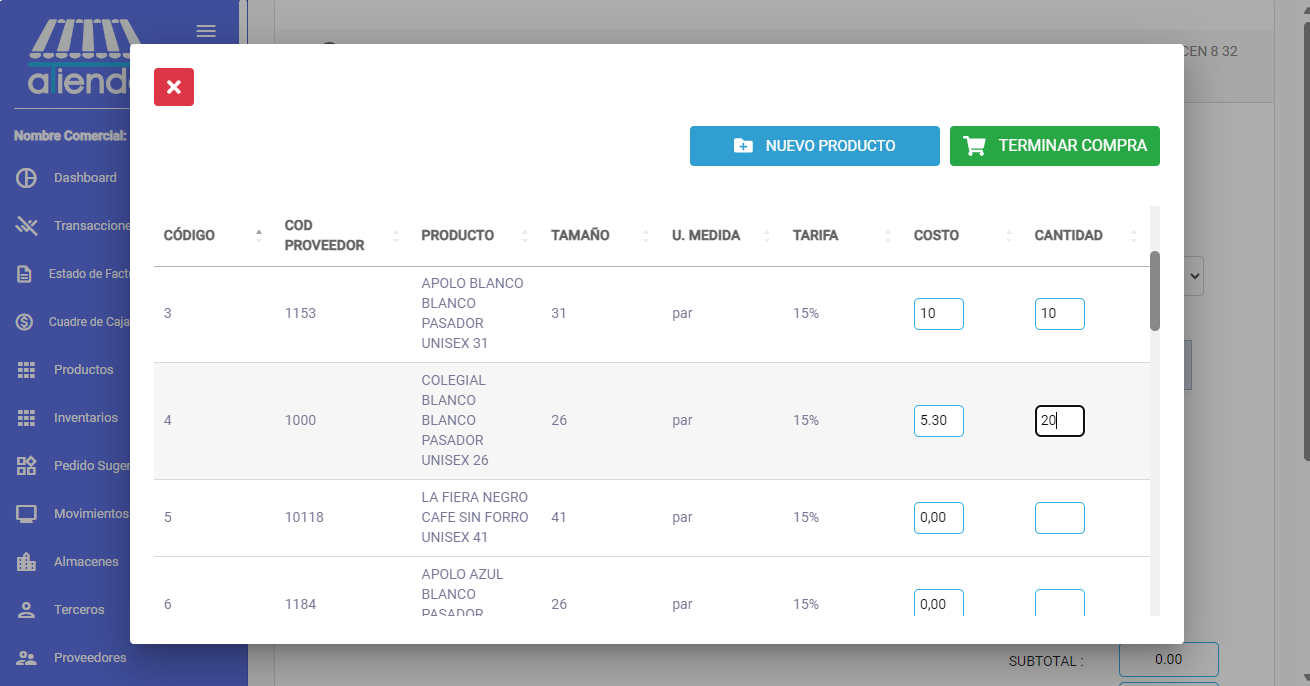 atiend
CEN 8 32
Nombre Comercial:
Dashboard
Transaccione
Estado de Fact
Cuadre de Caja
Productos
Inventarios
Pedido Suger
Movimientos
Almacenes
Terceros
Proveedores
NUEVO PRODUCTO
TERMINAR COMPRA
CÓDIGO COD PROVEEDOR PRODUCTO TAMAÑO U. MEDIDA TARIFA COSTO CANTIDAD
3 1153 APOLO BLANCO
BLANCO
PASADOR
UNISEX 31
31 par 15% 10 10
4 1000 COLEGIAL
BLANCO
BLANCO
PASADOR
UNISEX 26
26 par 15% 5.30 20
5 10118 LA FIERA NEGRO
CAFE SIN FORRO
UNISEX 41
41 par 15% 0,00
6 1184 APOLO AZUL
BLANCO
PASADOR
26 par 15% 0,00
SUBTOTAL : 0.00